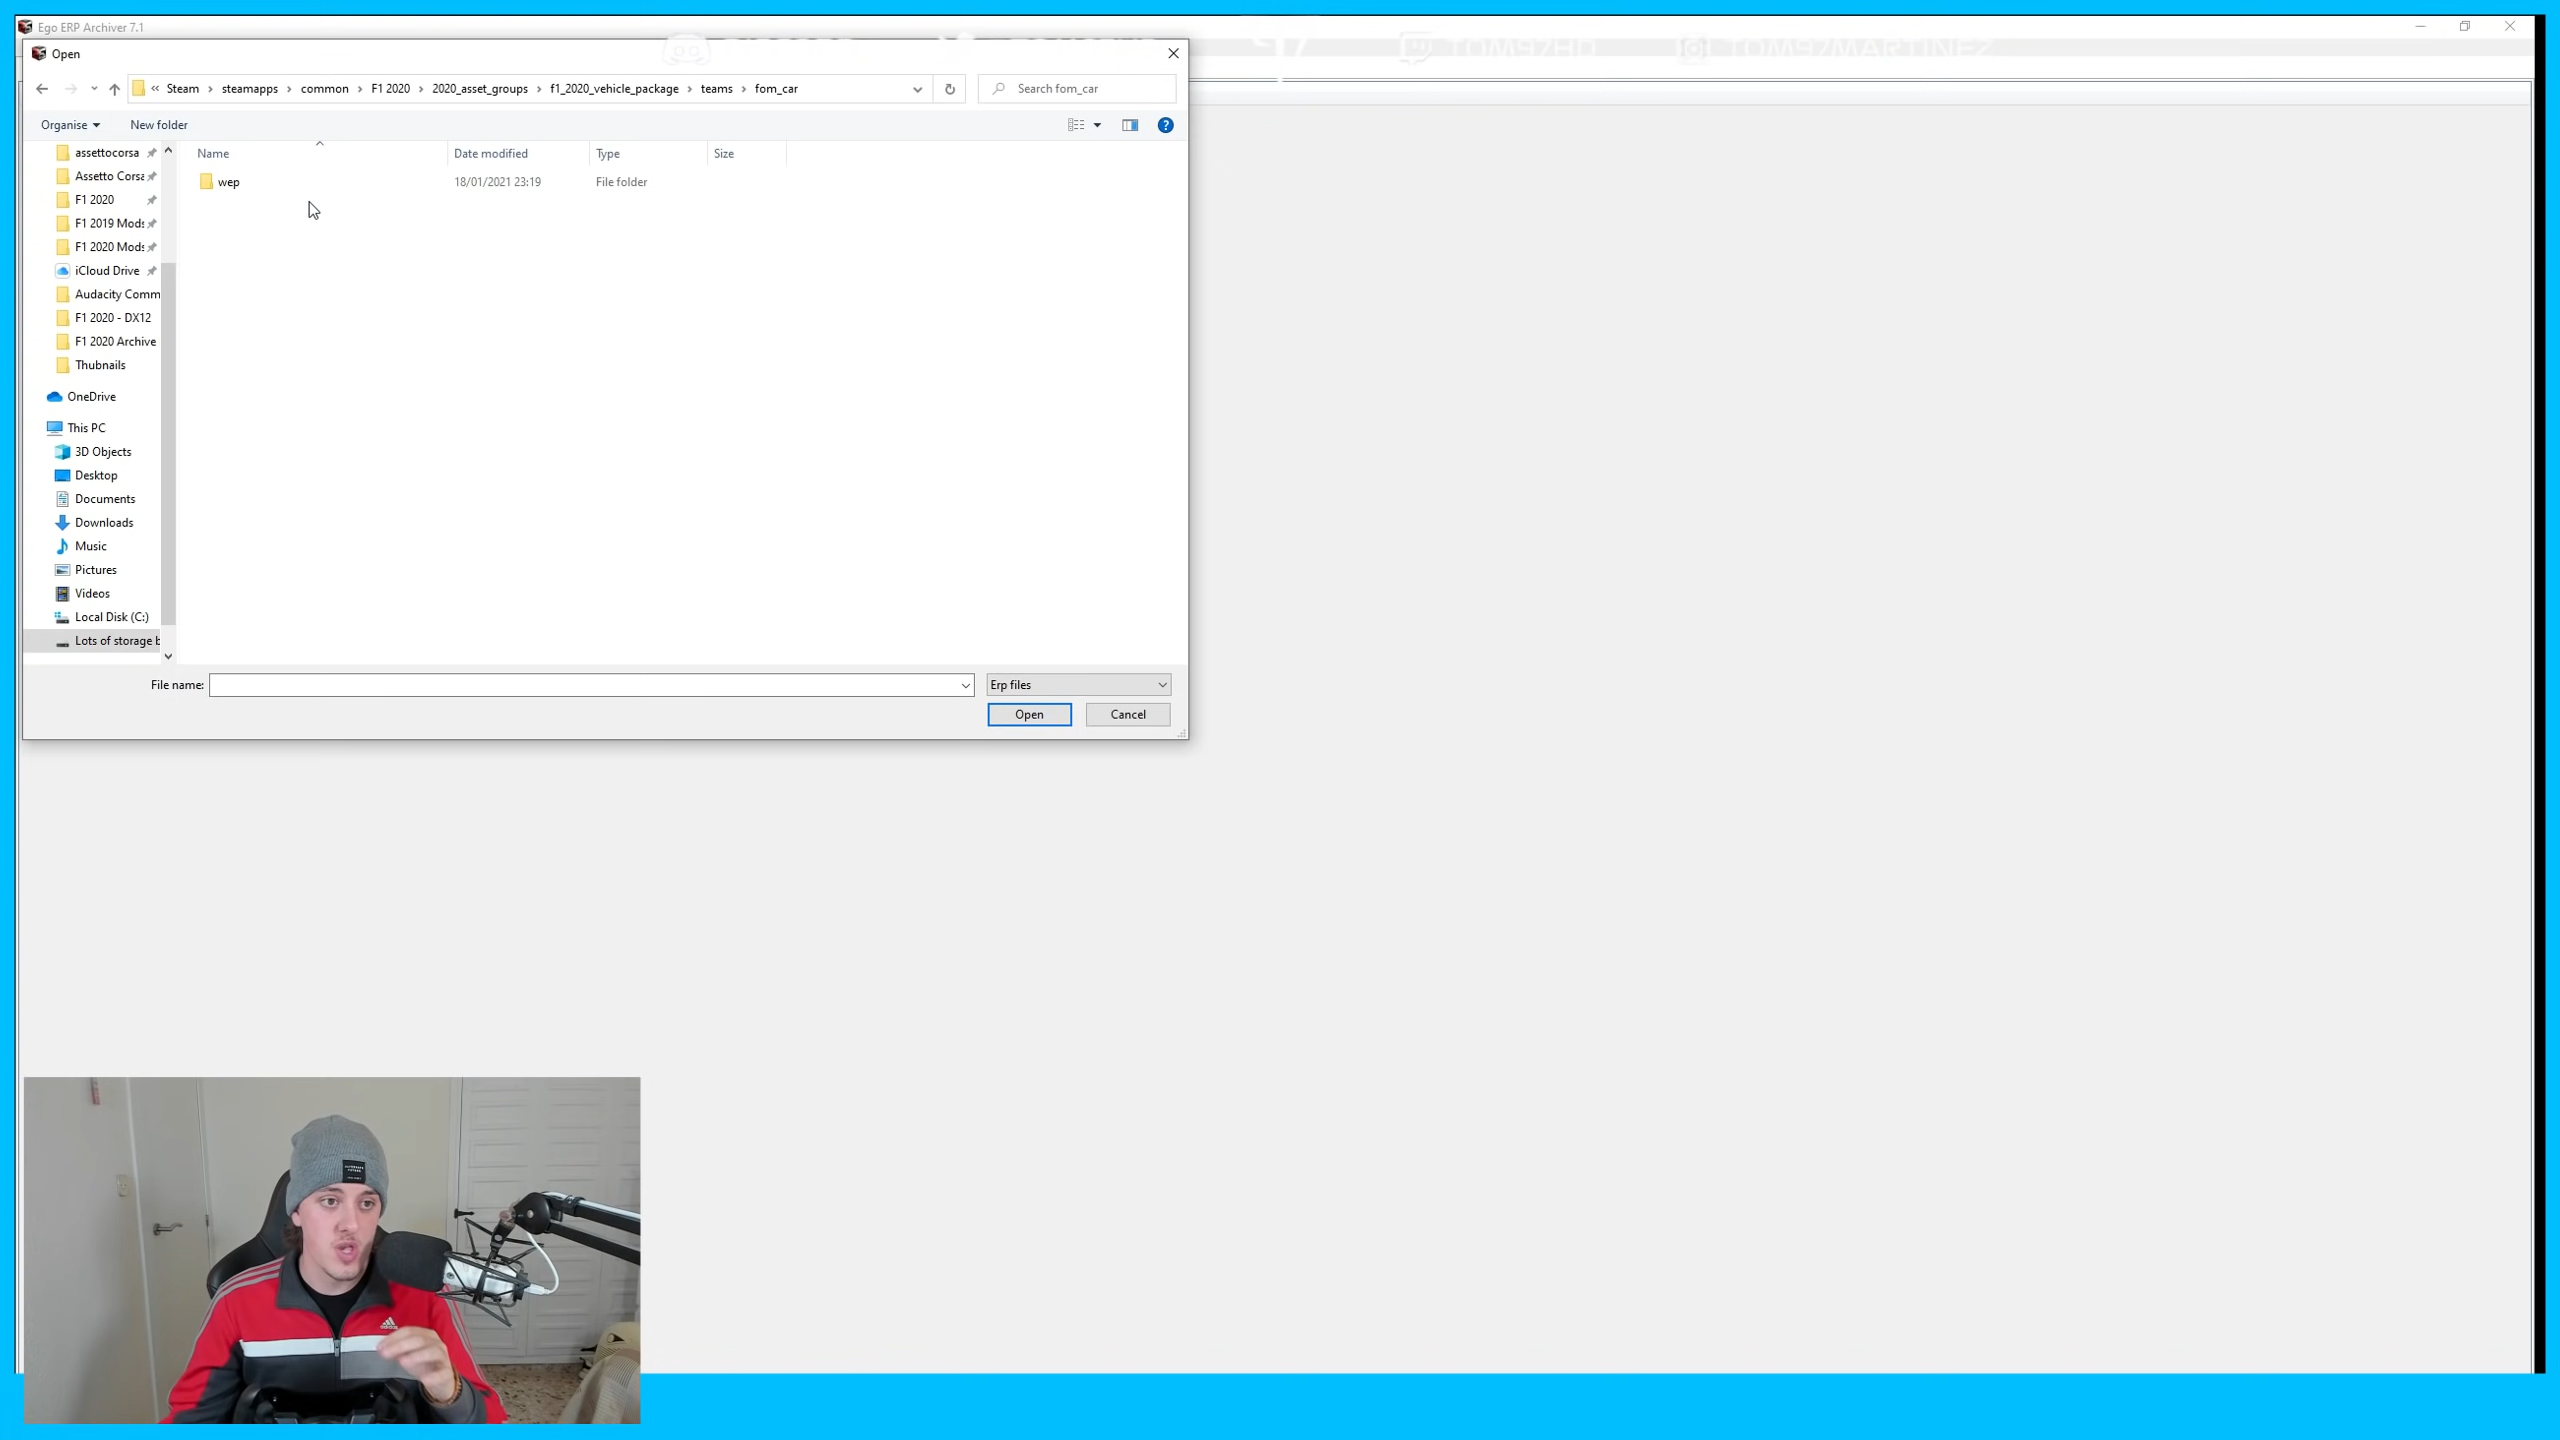 Ego ERP Archiver 7.1
Open
TOM97HD
TOM97MARTINEZ
« Steam › steamapps › common › F1 2020 › 2020_asset_groups › f1_2020_vehicle_package › teams › fom_car
Search fom_car
Organise
New folder
Name
Date modified
Type
Size
wep
18/01/2021 23:19
File folder
assettocorsa
Assetto Corsa
F1 2020
F1 2019 Mods
F1 2020 Mods
iCloud Drive
Audacity Comm
F1 2020 - DX12
F1 2020 Archive
Thubnails
OneDrive
This PC
3D Objects
Desktop
Documents
Downloads
Music
Pictures
Videos
Local Disk (C:)
Lots of storage b
File name:
Erp files
Open
Cancel
adidas